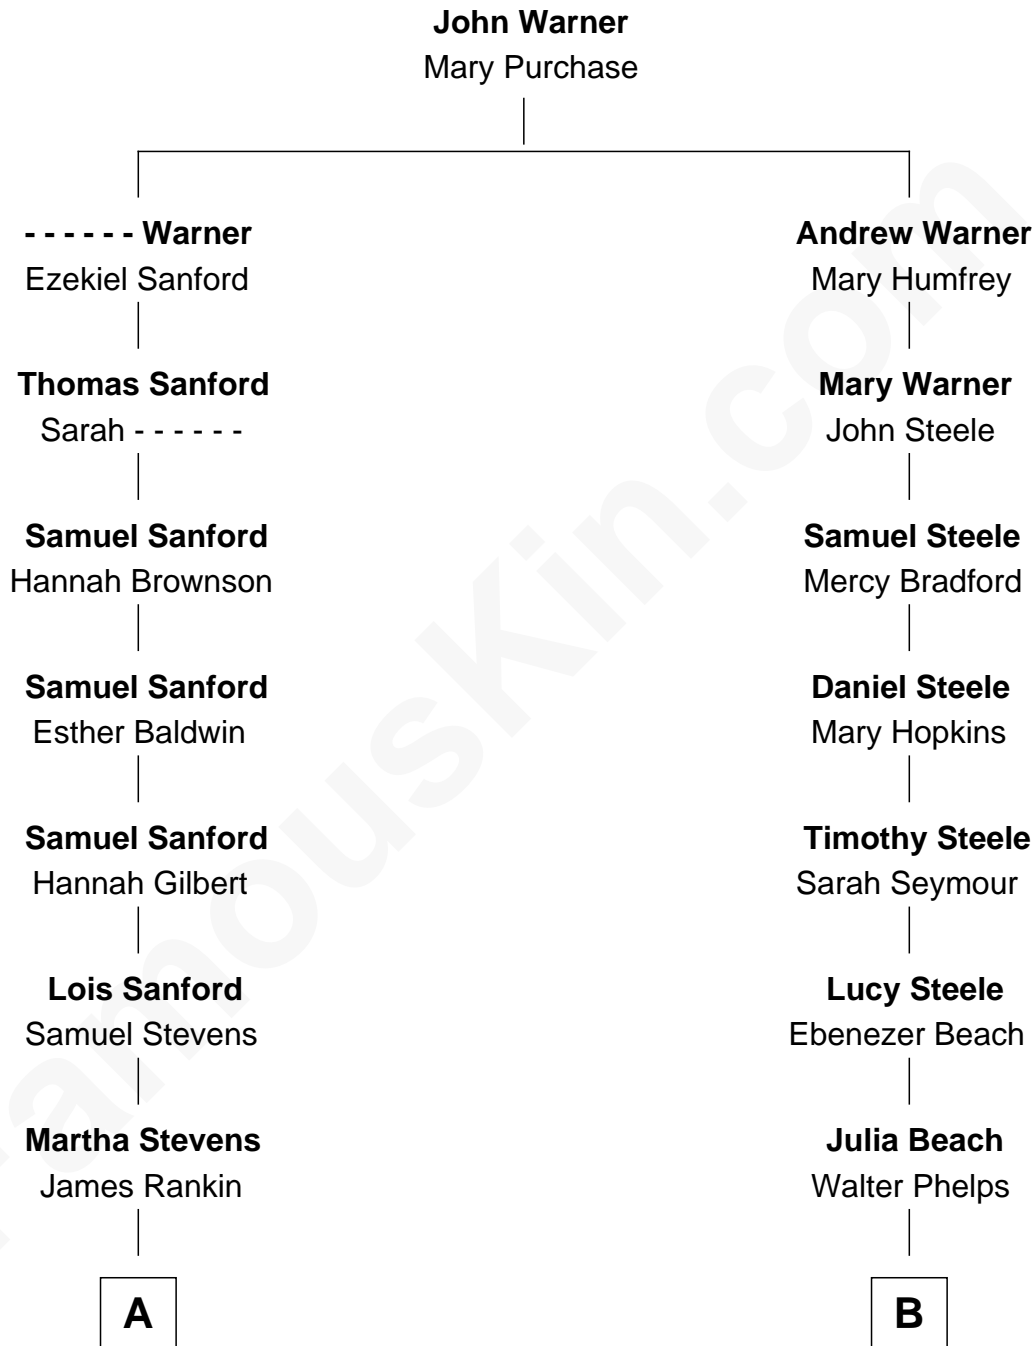 John Warner
Mary Purchase
- - - - - - Warner
Ezekiel Sanford
Andrew Warner
Mary Humfrey
Thomas Sanford
Sarah - - - - - -
Mary Warner
John Steele
Samuel Sanford
Hannah Brownson
Samuel Steele
Mercy Bradford
Samuel Sanford
Esther Baldwin
Daniel Steele
Mary Hopkins
Samuel Sanford
Hannah Gilbert
Timothy Steele
Sarah Seymour
Lois Sanford
Samuel Stevens
Lucy Steele
Ebenezer Beach
Martha Stevens
James Rankin
Julia Beach
Walter Phelps
A
B
FamousKin.com